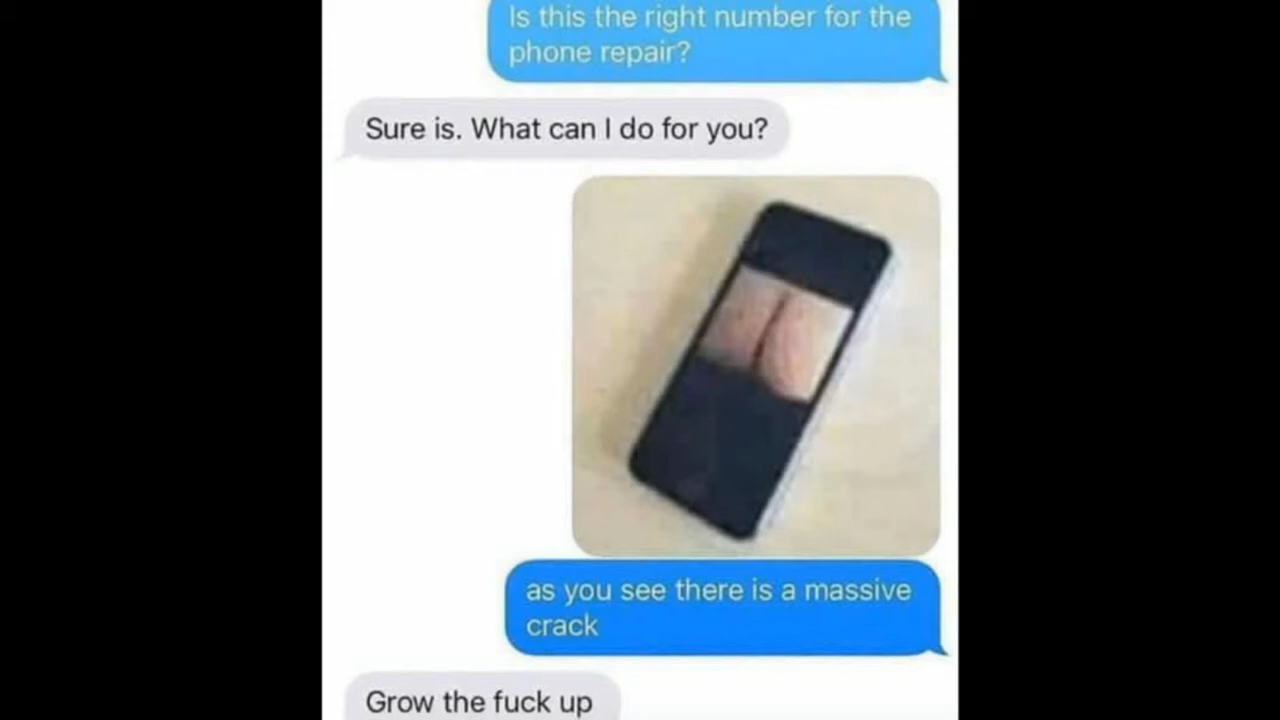 Is this the right number for the
phone repair?
Sure is. What can I do for you?
as you see there is a massive
crack
Grow the fuck up